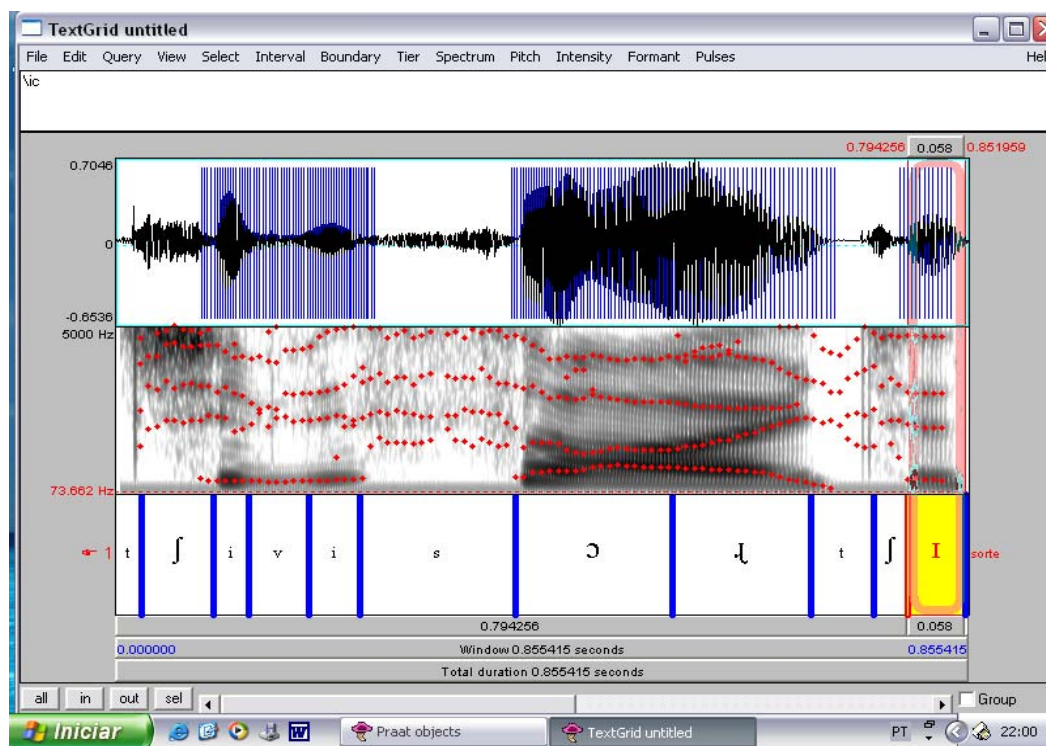 TextGrid untitled
File Edit Query View Select Interval Boundary Tier Spectrum Pitch Intensity Formant Pulses Hel
\ic
0.794256 0.058 0.851959
0.7046
0
-0.6536
5000 Hz
73.662 Hz
1 t ʃ i v i s ɔ ɻ t ʃ I sorte
0.794256 0.058
0.000000 Window 0.855415 seconds 0.855415
Total duration 0.855415 seconds
all in out sel Group
Iniciar Praat objects TextGrid untitled PT 22:00